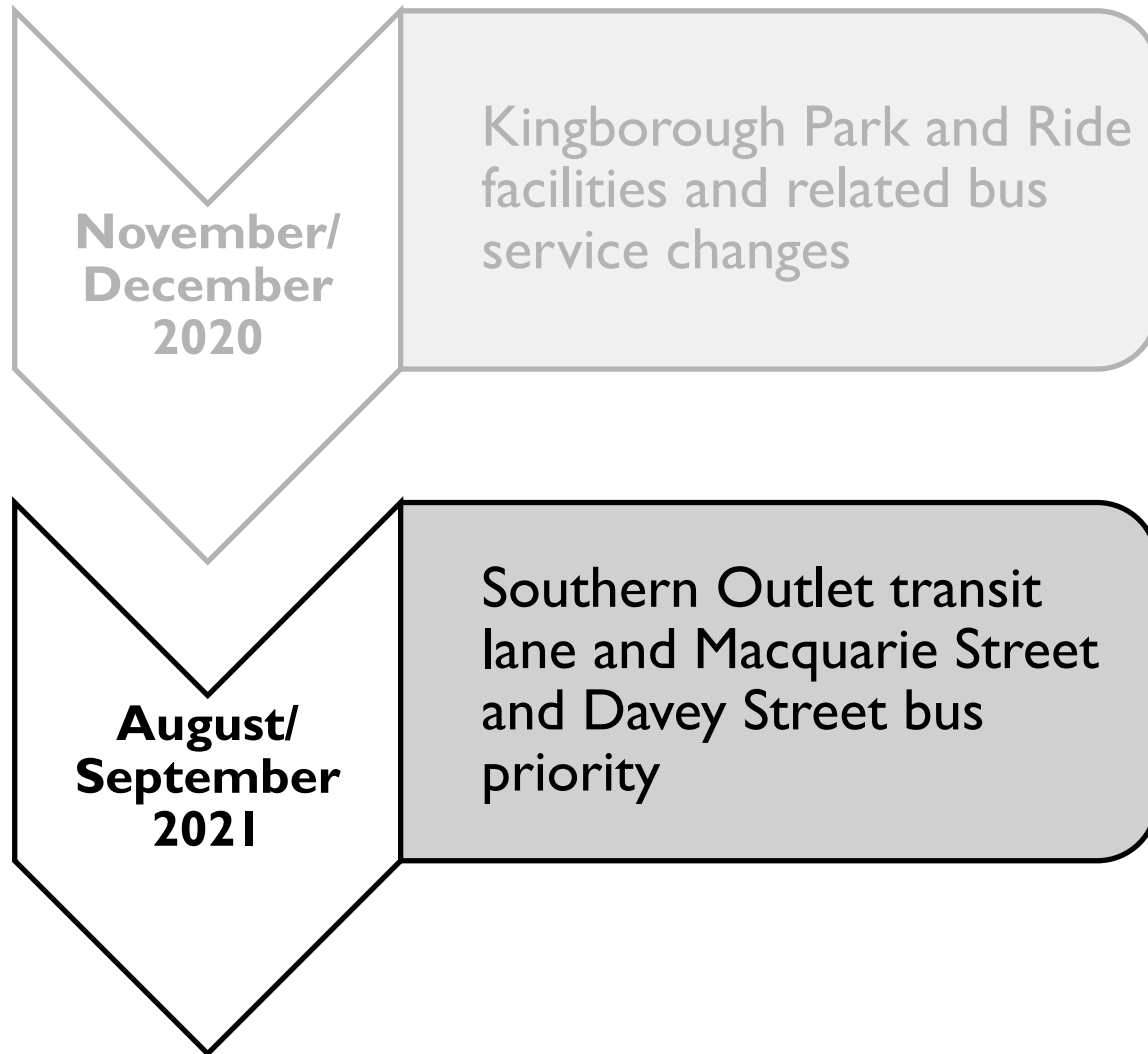 November/
December
2020
Kingborough Park and Ride
facilities and related bus
service changes
August/
September
2021
Southern Outlet transit
lane and Macquarie Street
and Davey Street bus
priority